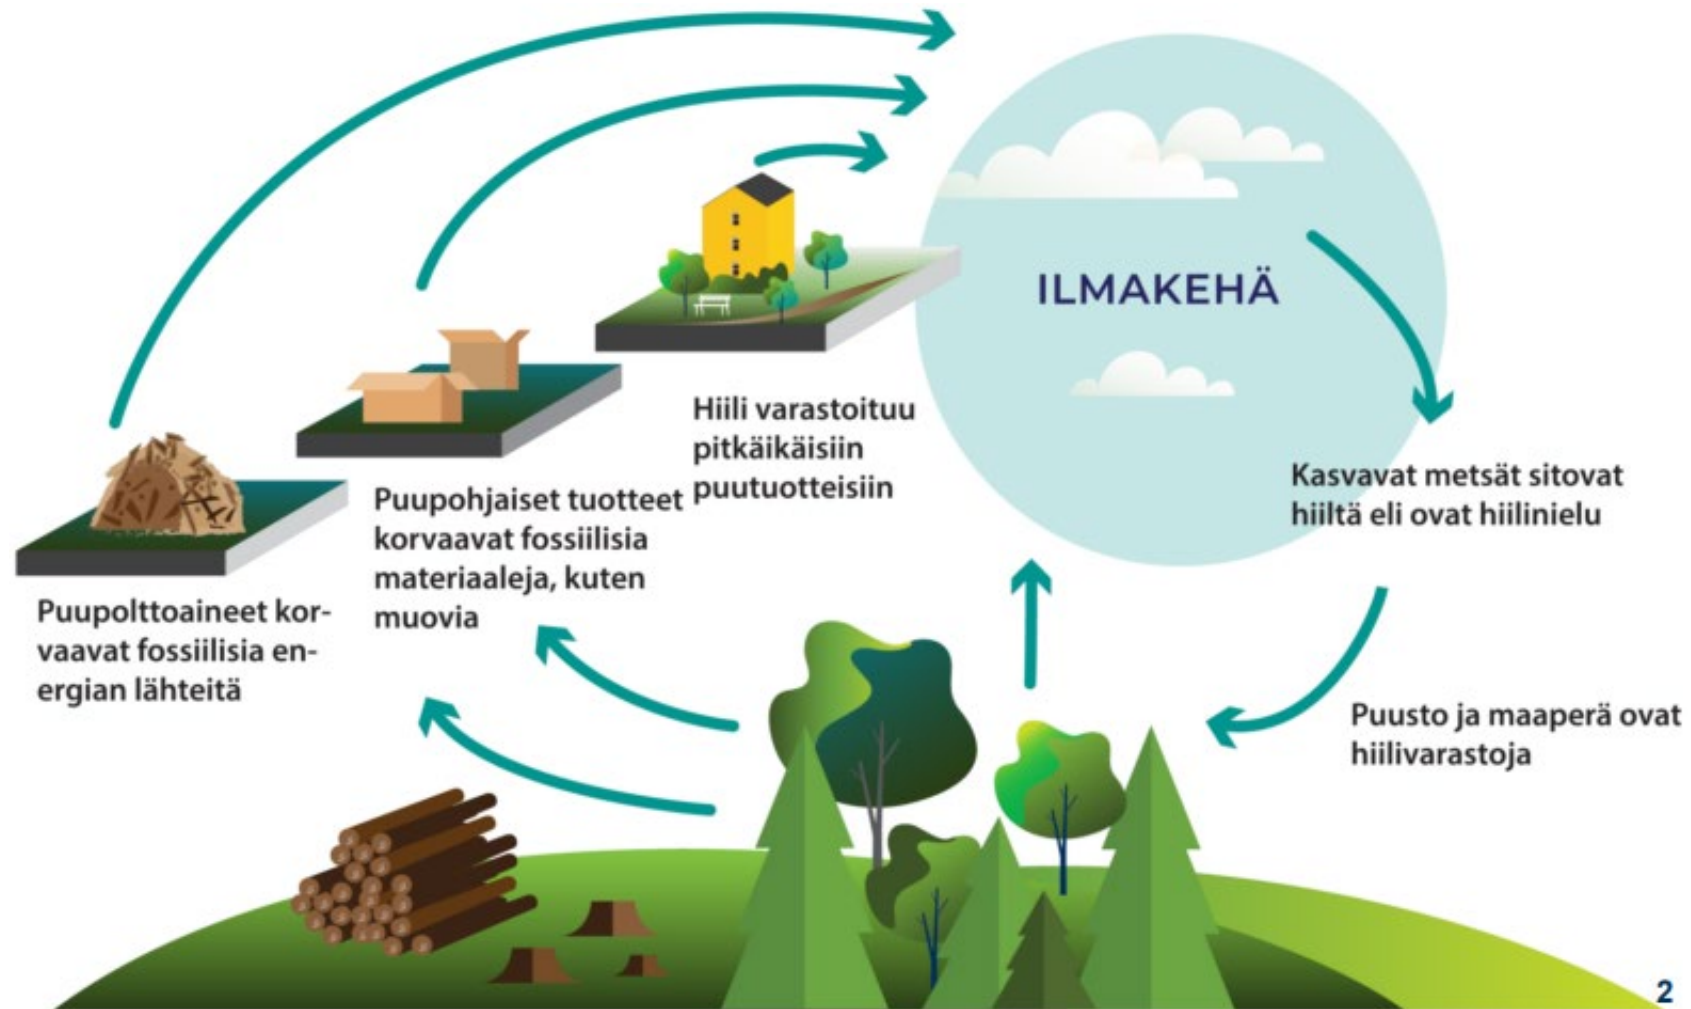 ILMAKEHÄ
Hiili varastoituu
pitkäikäisiin
puutuotteisiin
Kasvavat metsät sitovat
hiiltä eli ovat hiilinielu
Puupohjaiset tuotteet
korvaavat fossiilisia
materiaaleja, kuten
muovia
Puupolttoaineet kor-
vaavat fossiilisia en-
ergian lähteitä
Puusto ja maaperä ovat
hiilivarastoja
2